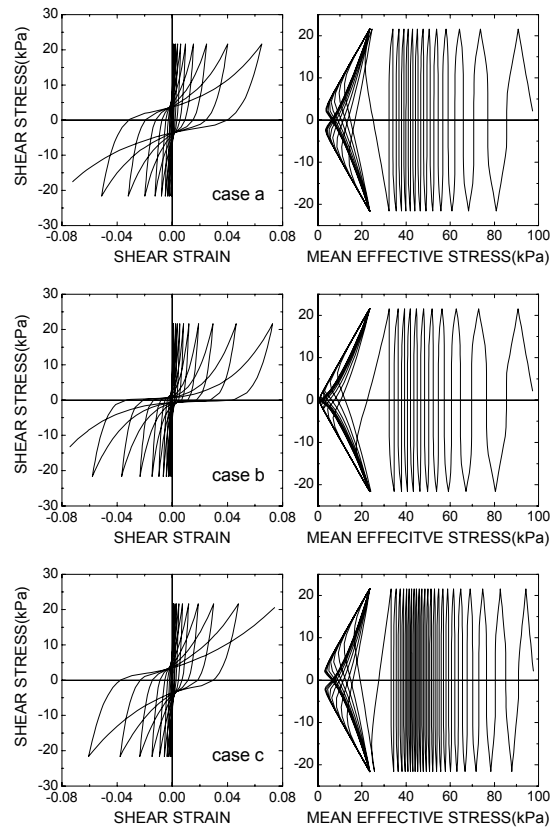 30
20
10
0
-10
-20
-30
SHEAR STRESS(kPa)
case a
-0.08 -0.04 0.00 0.04 0.08
SHEAR STRAIN
20
10
0
-10
-20
0 20 40 60 80 100
MEAN EFFECTIVE STRESS(kPa)
30
20
10
0
-10
-20
-30
SHEAR STRESS(kPa)
case b
-0.08 -0.04 0.00 0.04 0.08
SHEAR STRAIN
20
10
0
-10
-20
0 20 40 60 80 100
MEAN EFFECITVE STRESS(kPa)
30
20
10
0
-10
-20
-30
SHEAR STRESS(kPa)
case c
-0.08 -0.04 0.00 0.04 0.08
SHEAR STRAIN
20
10
0
-10
-20
0 20 40 60 80 100
MEAN EFFECTIVE STRESS(kPa)